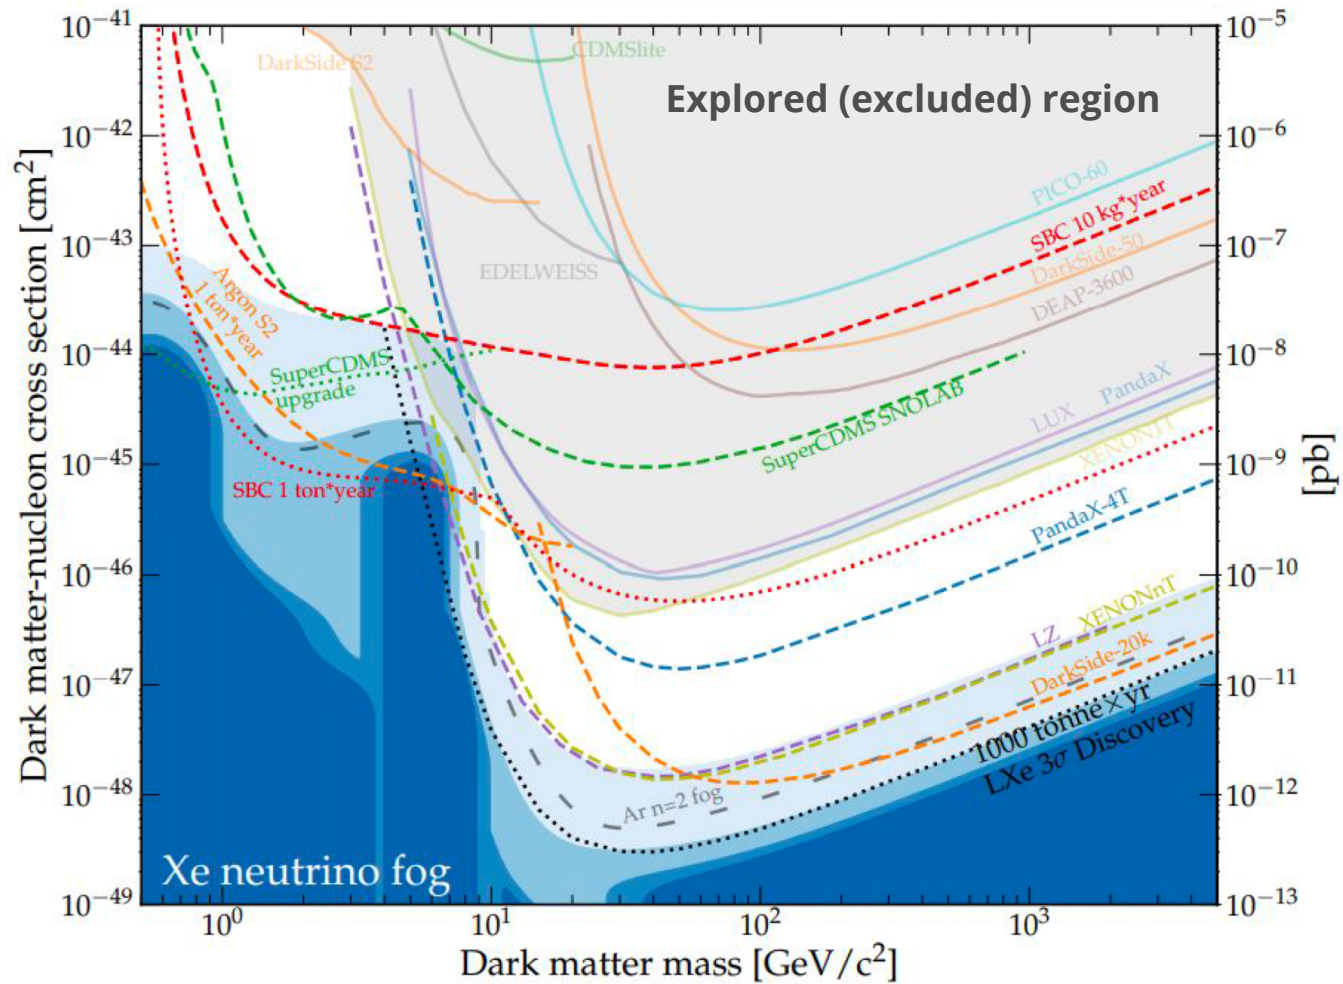 10⁻⁴¹
10⁻⁴²
10⁻⁴³
10⁻⁴⁴
10⁻⁴⁵
10⁻⁴⁶
10⁻⁴⁷
10⁻⁴⁸
10⁻⁴⁹
Dark matter-nucleon cross section [cm²]
DarkSide S2
CDMSlite
Explored (excluded) region
PICO-60
SBC 10 kg*year
DarkSide-50
DEAP-3600
EDELWEISS
Argon S2
1 ton*year
SuperCDMS
upgrade
SuperCDMS SNOLAB
LUX
PandaX
XENON1T
SBC 1 ton*year
PandaX-4T
LZ
XENONnT
DarkSide-20k
1000 tonne×yr
LXe 3σ Discovery
Ar n=2 fog
Xe neutrino fog
10⁻⁵
10⁻⁶
10⁻⁷
10⁻⁸
10⁻⁹
10⁻¹⁰
10⁻¹¹
10⁻¹²
10⁻¹³
[pb]
10⁰
10¹
10²
10³
Dark matter mass [GeV/c²]